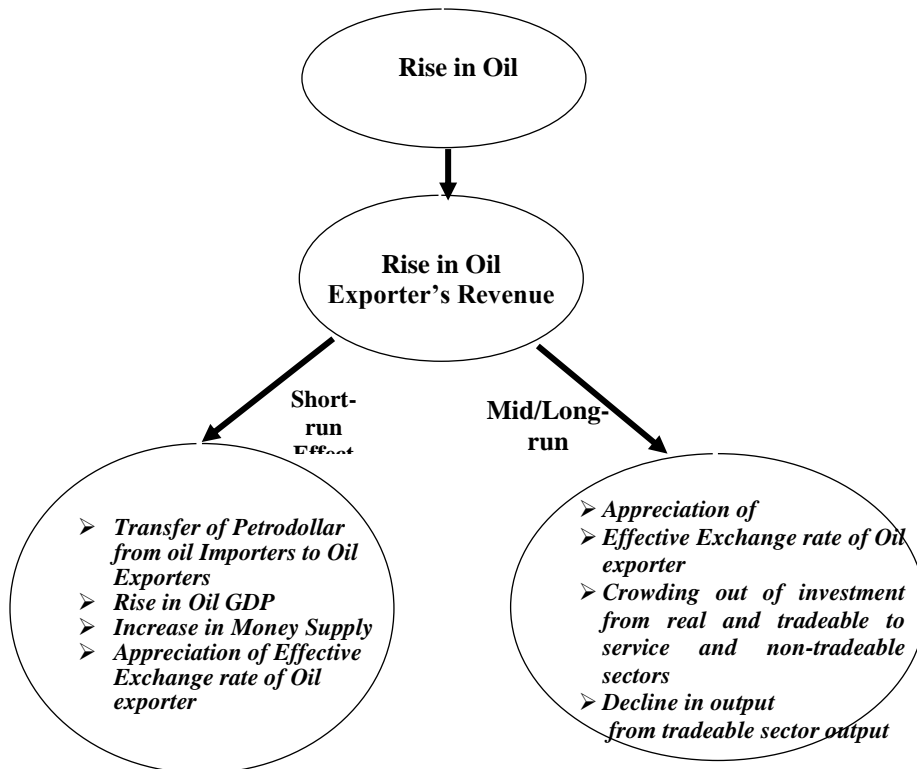 Rise in Oil
Rise in Oil
Exporter’s Revenue
Short-
run
Effect
Mid/Long-
run
➢ Transfer of Petrodollar
from oil Importers to Oil
Exporters
➢ Rise in Oil GDP
➢ Increase in Money Supply
➢ Appreciation of Effective
Exchange rate of Oil
exporter
➢ Appreciation of
➢ Effective Exchange rate of Oil
exporter
➢ Crowding out of investment
from real and tradeable to
service and non-tradeable
sectors
➢ Decline in output
from tradeable sector output